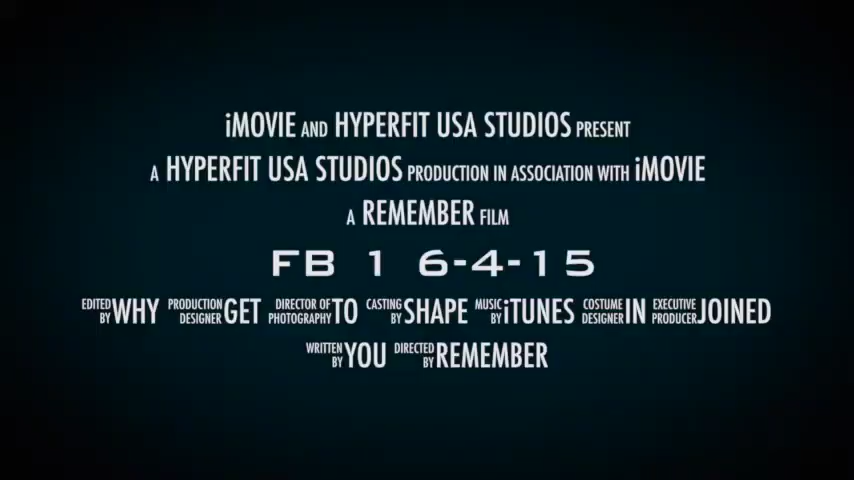 iMOVIE AND HYPERFIT USA STUDIOS PRESENT
A HYPERFIT USA STUDIOS PRODUCTION IN ASSOCIATION WITH iMOVIE
A REMEMBER FILM
FB 1 6-4-15
EDITED BY WHY PRODUCTION DESIGNER GET DIRECTOR OF PHOTOGRAPHY TO CASTING BY SHAPE MUSIC BY iTUNES COSTUME DESIGNER IN EXECUTIVE PRODUCER JOINED
WRITTEN BY YOU DIRECTED BY REMEMBER